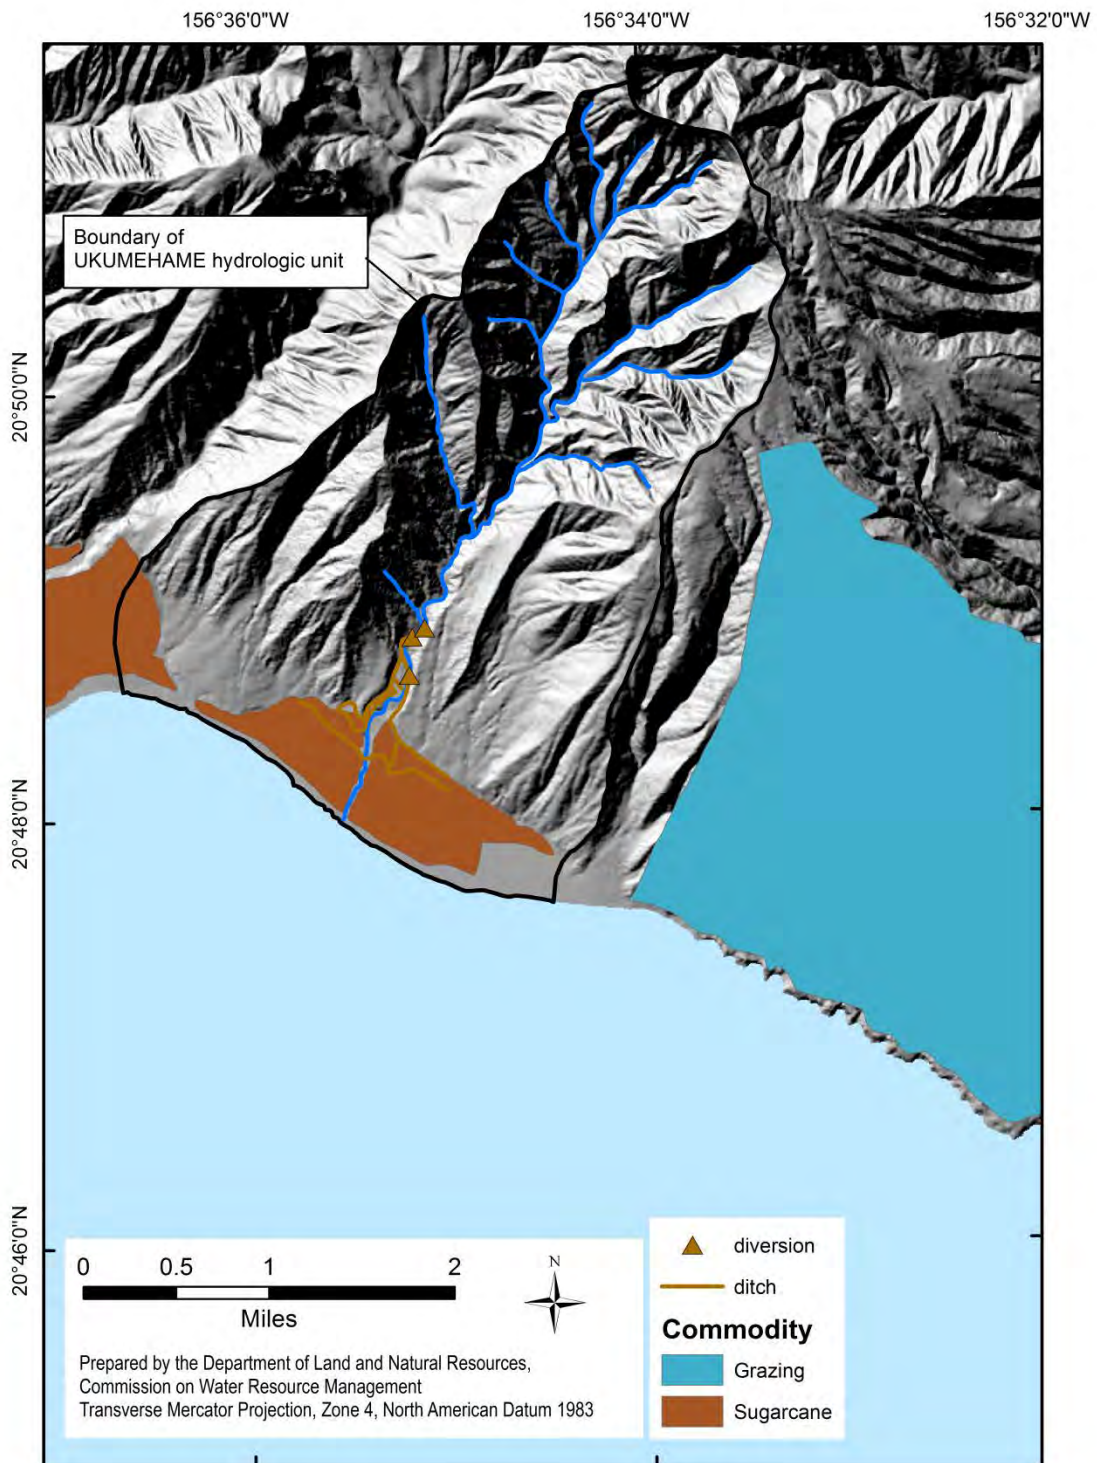 156°36'0"W
156°34'0"W
156°32'0"W
Boundary of
UKUMEHAME hydrologic unit
20°50'0"N
20°48'0"N
20°46'0"N
0 0.5 1 2
Miles
N
Prepared by the Department of Land and Natural Resources,
Commission on Water Resource Management
Transverse Mercator Projection, Zone 4, North American Datum 1983
diversion
ditch
Commodity
Grazing
Sugarcane